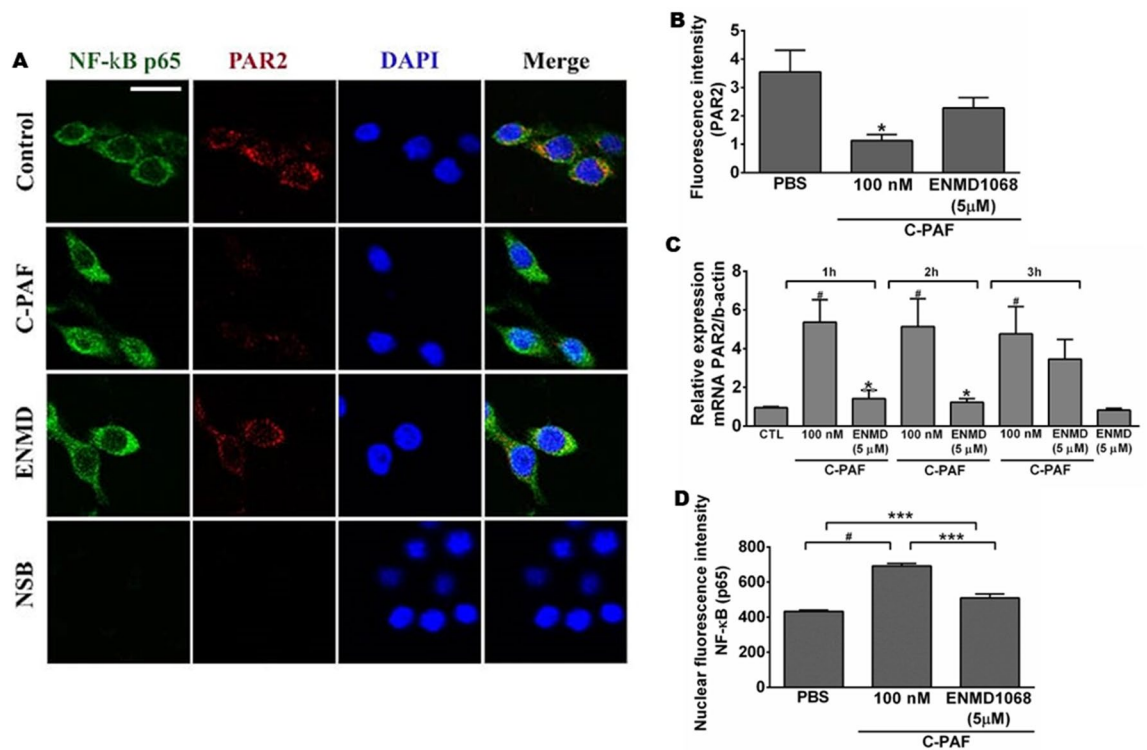 A
NF-kB p65 PAR2 DAPI Merge
Control
C-PAF
ENMD
NSB
B
Fluorescence intensity
(PAR2)
5
4
3
2
1
0
*
PBS 100 nM ENMD1068
(5µM)
C-PAF
C
Relative expression
mRNA PAR2/b-actin
8
6
4
2
0
1h 2h 3h
# * # * #
CTL 100 nM ENMD 100 nM ENMD 100 nM ENMD ENMD
(5 µM) (5 µM) (5 µM) (5 µM)
C-PAF C-PAF C-PAF
D
Nuclear fluorescence intensity
NF-κB (p65)
800
600
400
200
0
***
# ***
PBS 100 nM ENMD1068
(5µM)
C-PAF